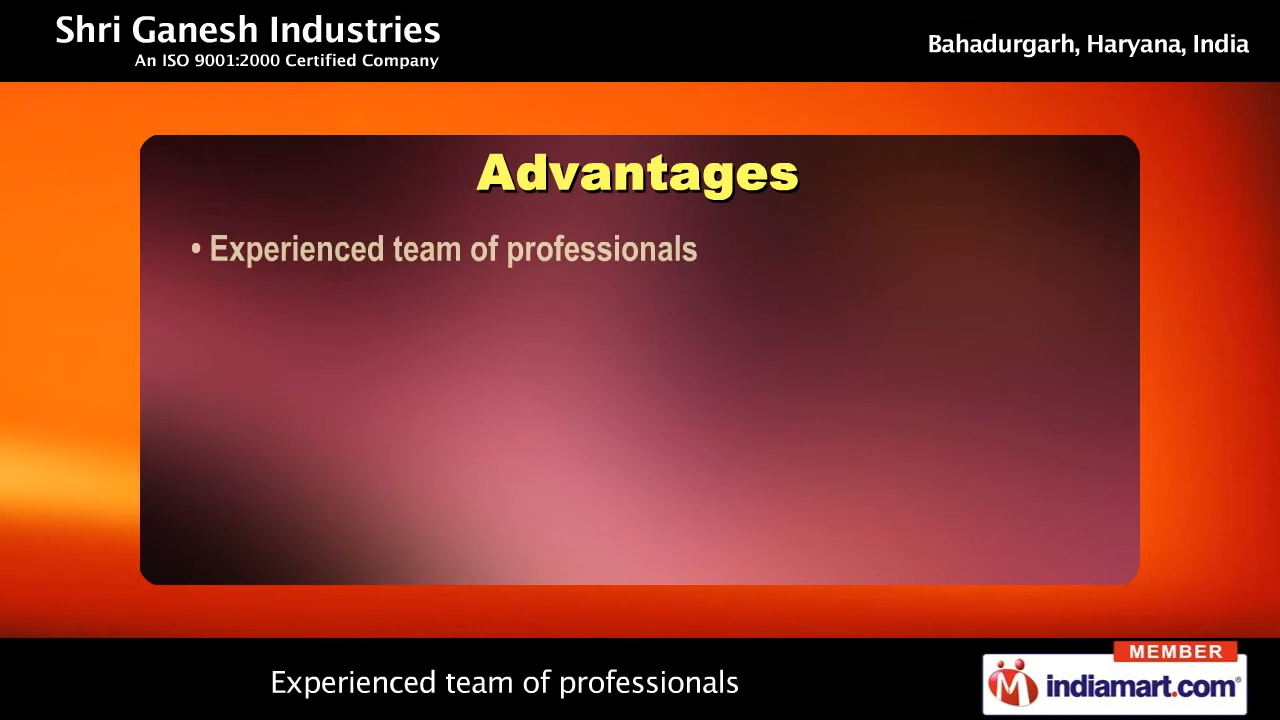 Shri Ganesh Industries
An ISO 9001:2000 Certified Company
Bahadurgarh, Haryana, India
Advantages
• Experienced team of professionals
Experienced team of professionals
MEMBER
indiamart.com®